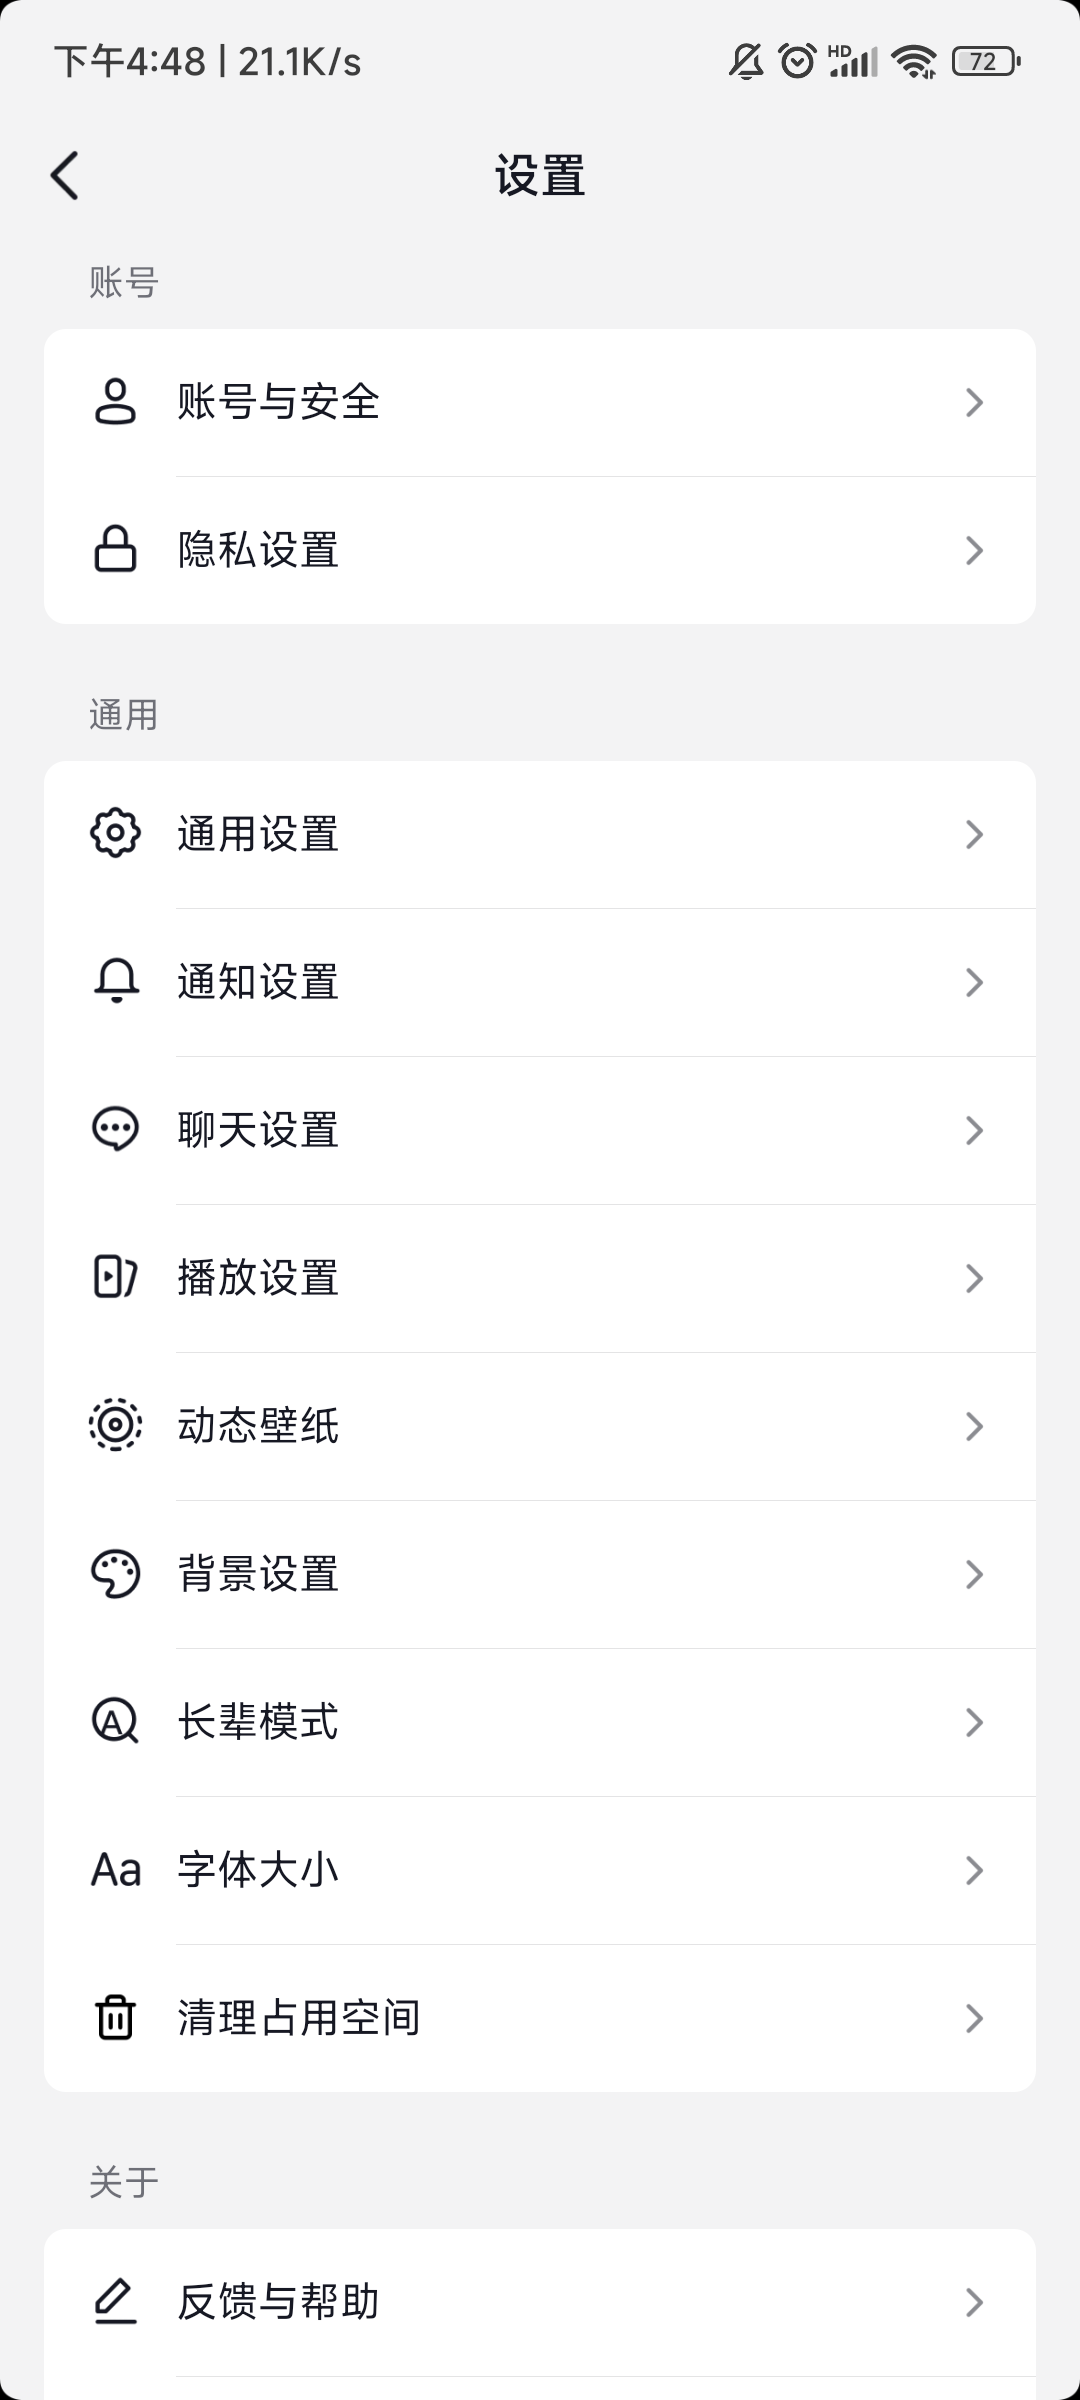 下午4:48 | 21.1K/s
HD
72
设置
账号
账号与安全
隐私设置
通用
通用设置
通知设置
聊天设置
播放设置
动态壁纸
背景设置
A
长辈模式
Aa
字体大小
清理占用空间
关于
反馈与帮助